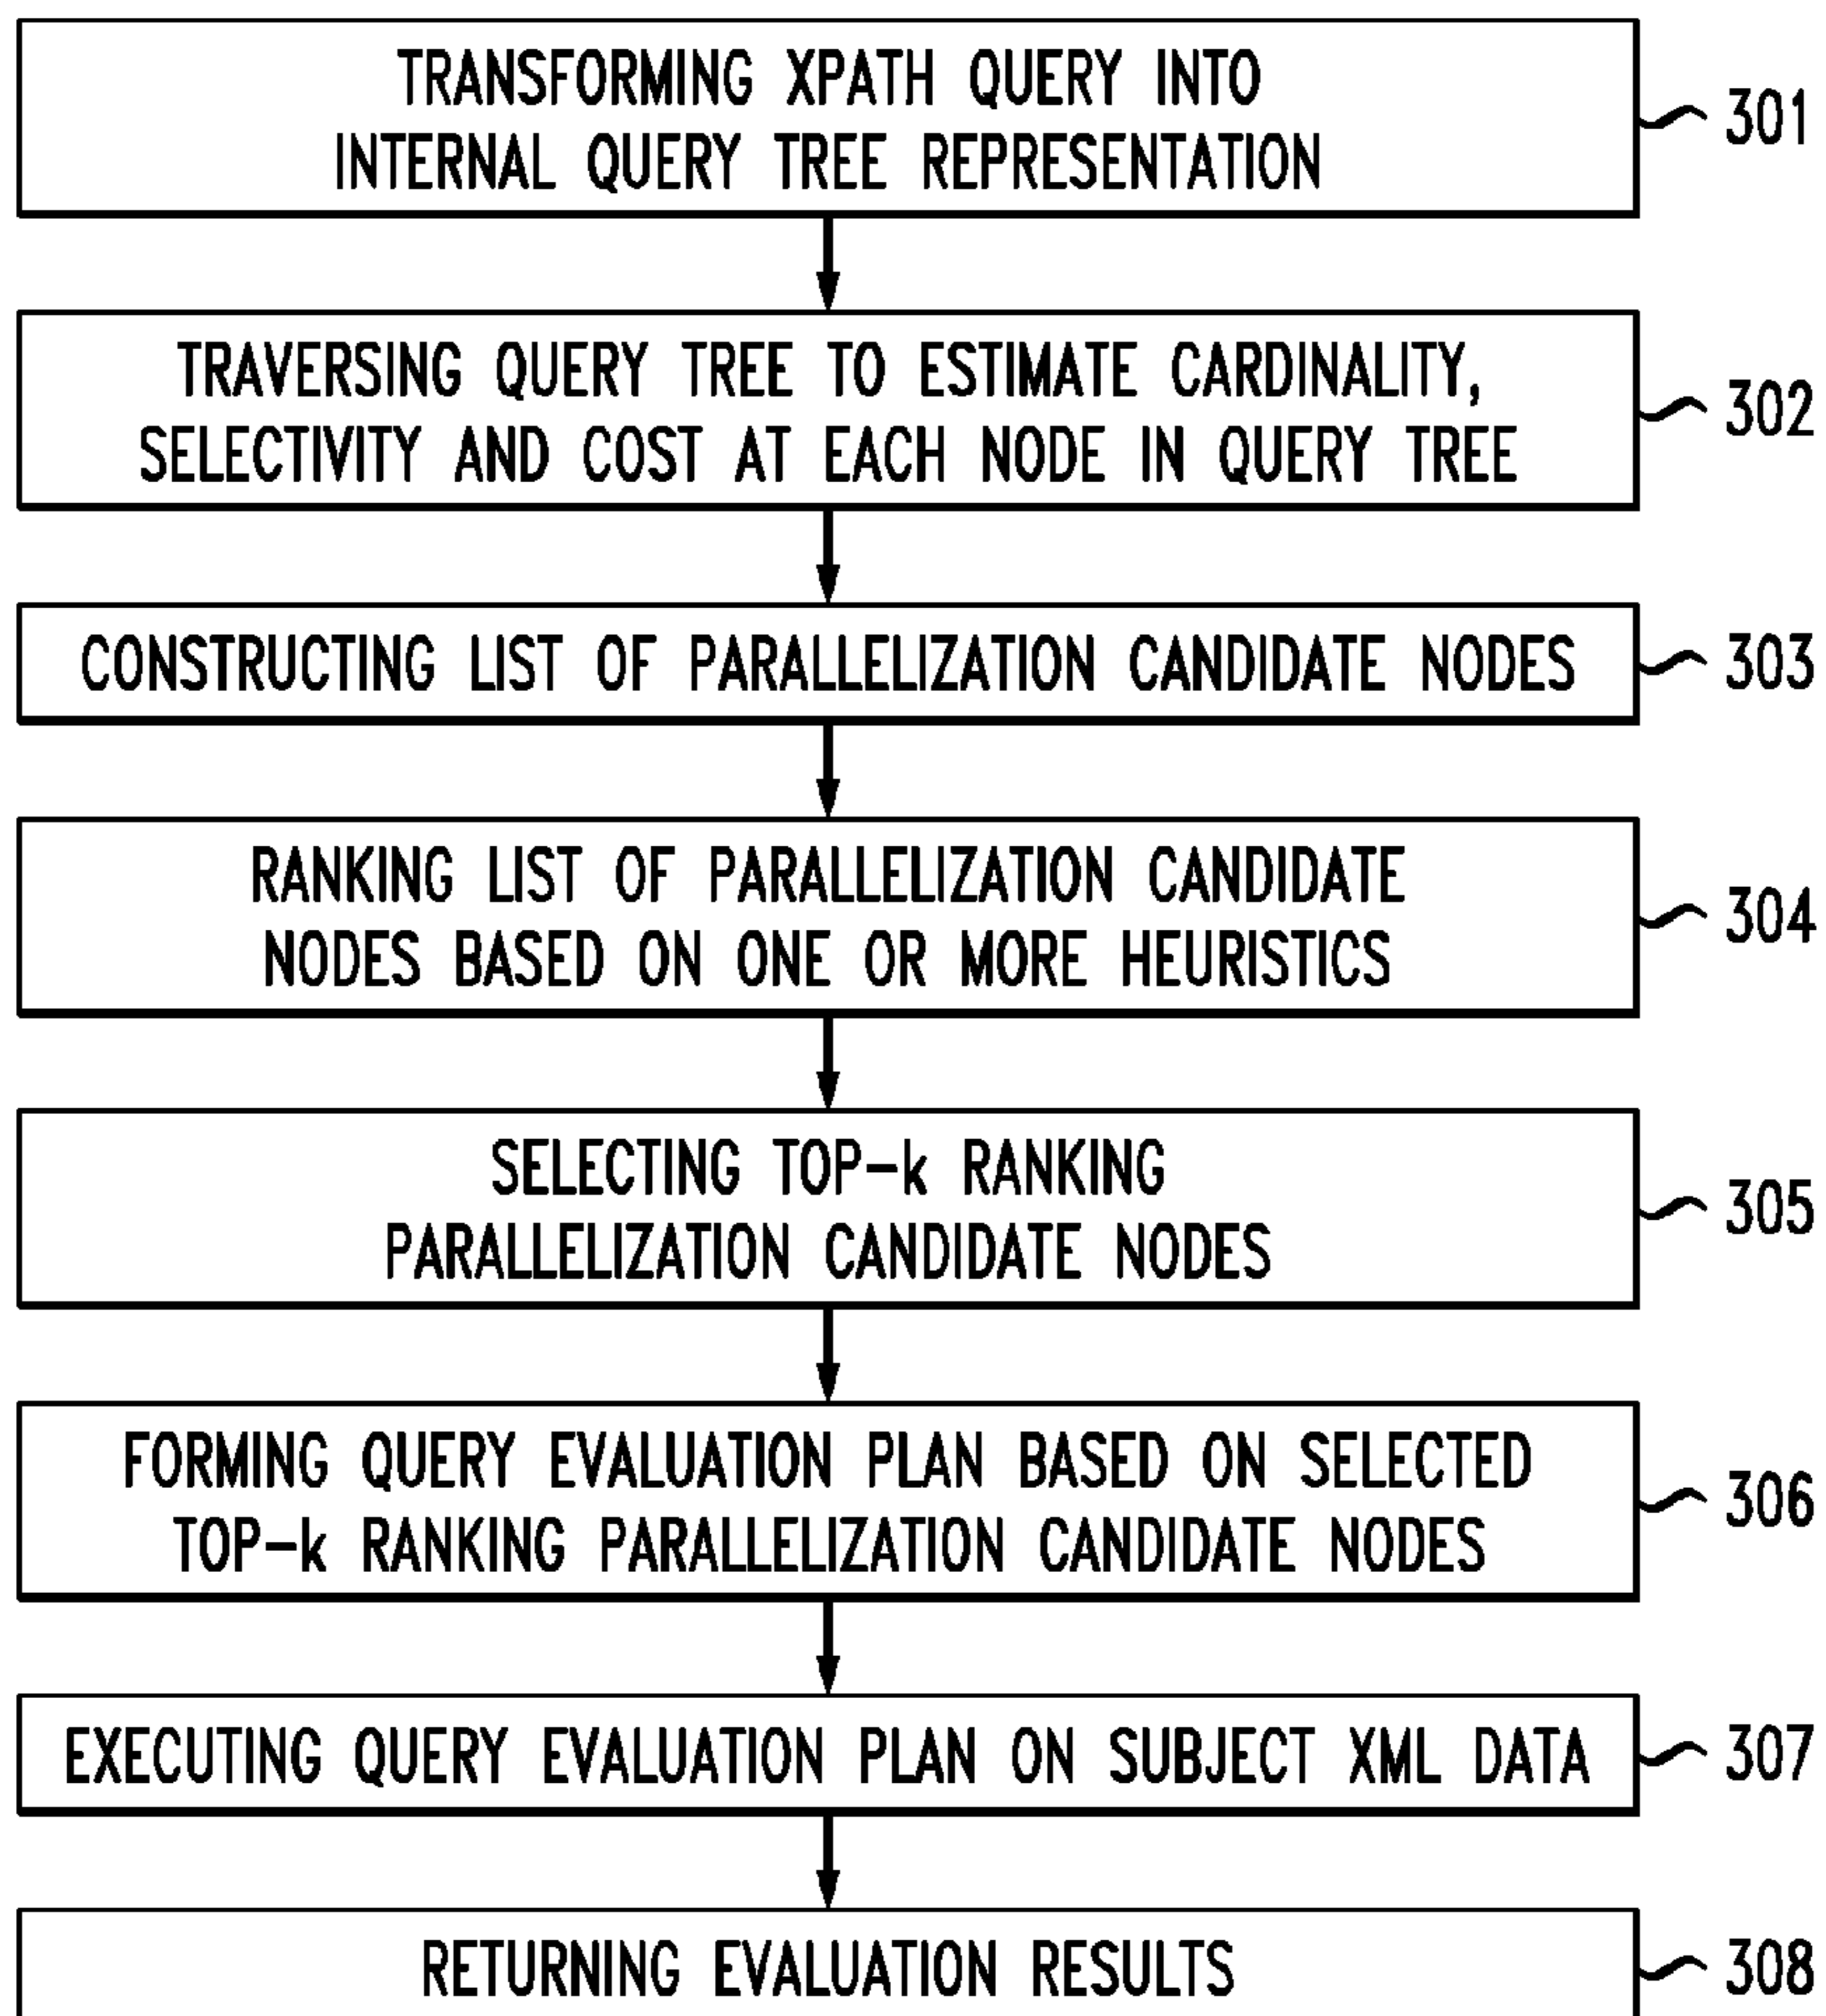 TRANSFORMING XPATH QUERY INTO
INTERNAL QUERY TREE REPRESENTATION
301
TRAVERSING QUERY TREE TO ESTIMATE CARDINALITY,
SELECTIVITY AND COST AT EACH NODE IN QUERY TREE
302
CONSTRUCTING LIST OF PARALLELIZATION CANDIDATE NODES
303
RANKING LIST OF PARALLELIZATION CANDIDATE
NODES BASED ON ONE OR MORE HEURISTICS
304
SELECTING TOP-k RANKING
PARALLELIZATION CANDIDATE NODES
305
FORMING QUERY EVALUATION PLAN BASED ON SELECTED
TOP-k RANKING PARALLELIZATION CANDIDATE NODES
306
EXECUTING QUERY EVALUATION PLAN ON SUBJECT XML DATA
307
RETURNING EVALUATION RESULTS
308